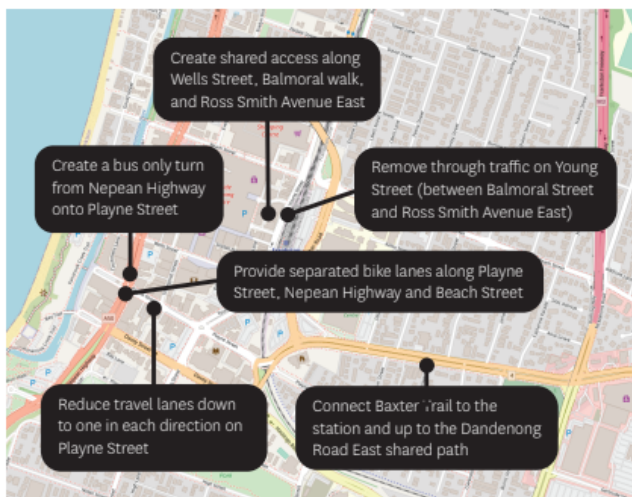 Create shared access along
Wells Street, Balmoral walk,
and Ross Smith Avenue East
Create a bus only turn
from Nepean Highway
onto Playne Street
Remove through traffic on Young
Street (between Balmoral Street
and Ross Smith Avenue East)
Provide separated bike lanes along Playne
Street, Nepean Highway and Beach Street
Reduce travel lanes down
to one in each direction on
Playne Street
Connect Baxter Trail to the
station and up to the Dandenong
Road East shared path